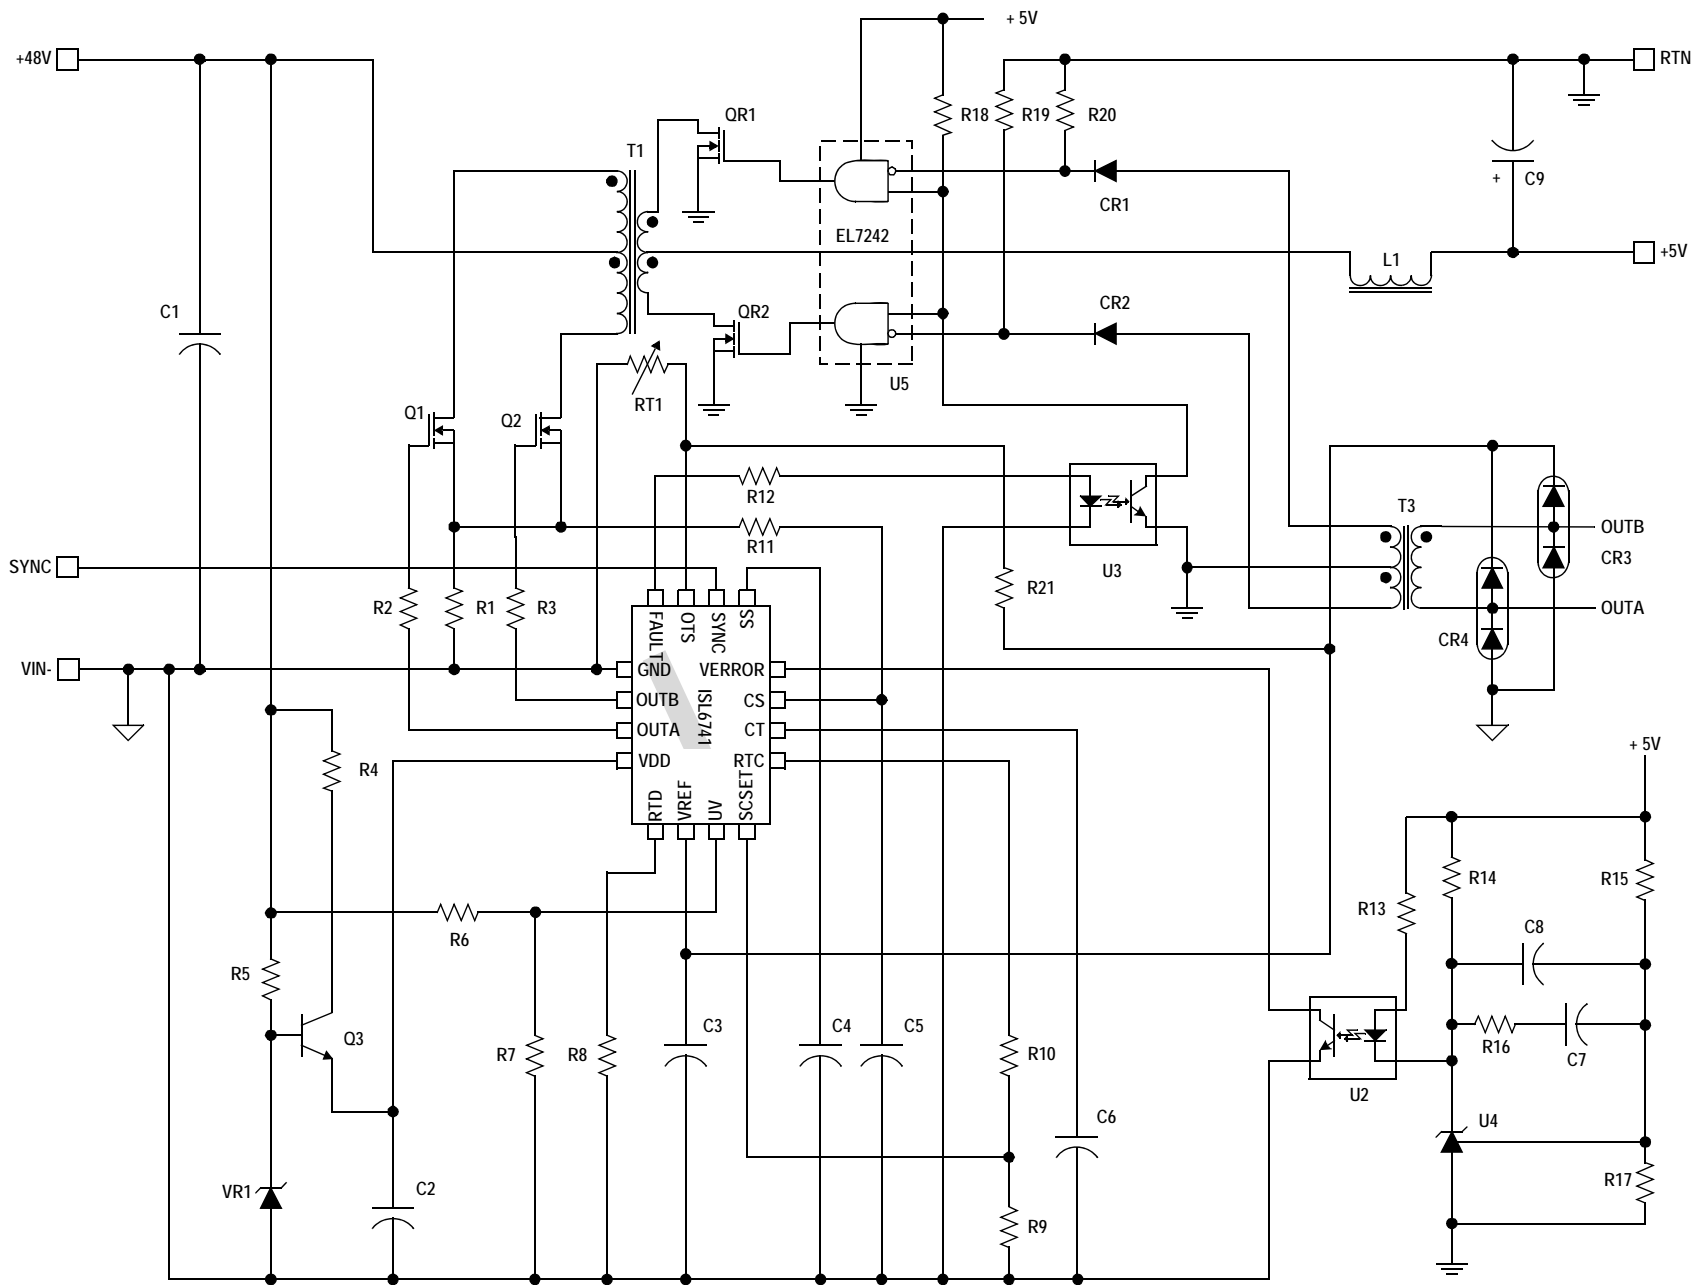 + 5V
+48V
RTN
QR1
R18
R19
R20
T1
C9
+
CR1
EL7242
L1
+5V
C1
QR2
CR2
U5
RT1
Q1
Q2
R12
T3
OUTB
R11
CR3
SYNC
U3
R21
R2
R1
R3
OUTA
FAULT
OTS
SYNC
SS
CR4
VIN-
GND
VERROR
OUTB
ISL6741
CS
OUTA
CT
VDD
RTC
+ 5V
R4
RTD
VREF
UV
SCSET
R14
R15
R13
R6
C8
R5
Q3
C3
C4
C5
R7
R8
R10
R16
C7
U2
C6
U4
VR1
C2
R17
R9